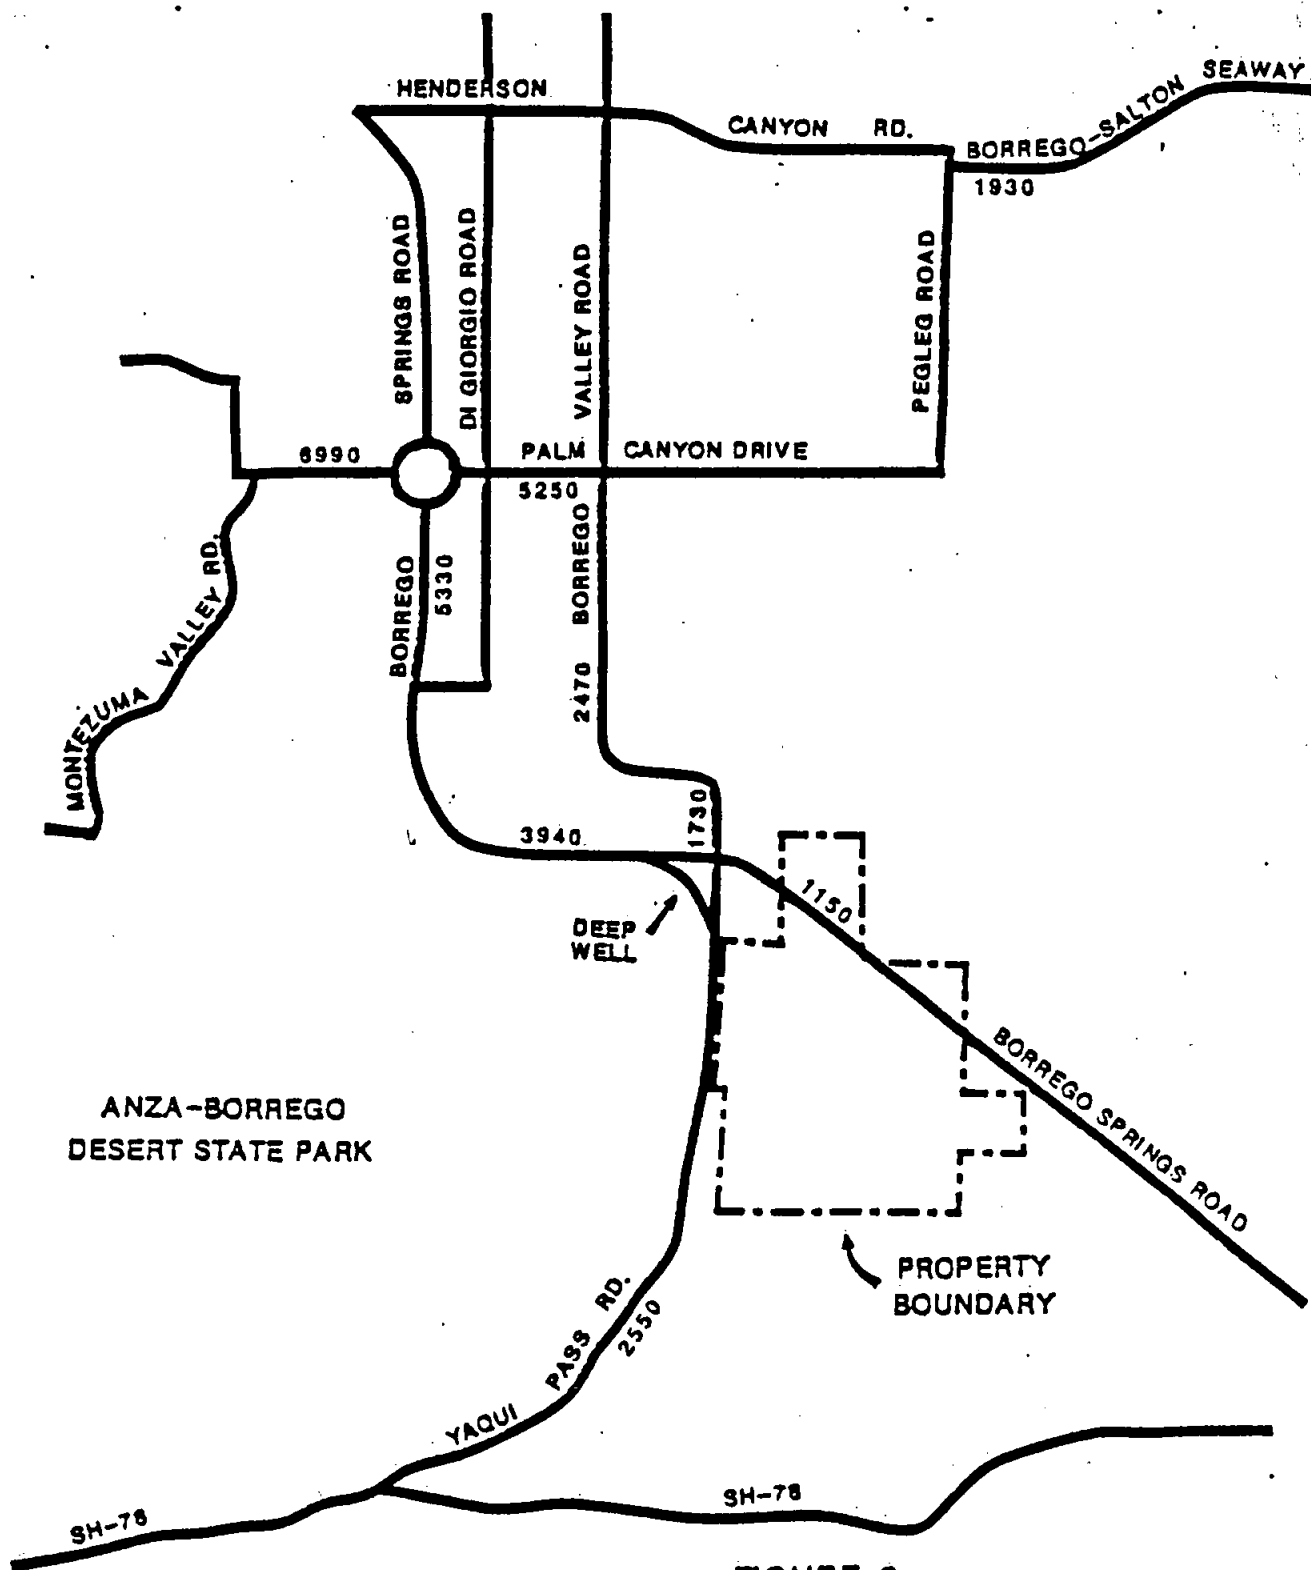 HENDERSON
CANYON RD.
BORREGO-SALTON SEAWAY
1930
SPRINGS ROAD
DI GIORGIO ROAD
VALLEY ROAD
PEGLEG ROAD
6990
PALM CANYON DRIVE
5250
BORREGO
5330
BORREGO
2470
MONTEZUMA VALLEY RD.
3940
1730
1150
DEEP
WELL
BORREGO SPRINGS ROAD
ANZA-BORREGO
DESERT STATE PARK
PROPERTY
BOUNDARY
YAQUI PASS RD.
2550
SH-78
SH-78